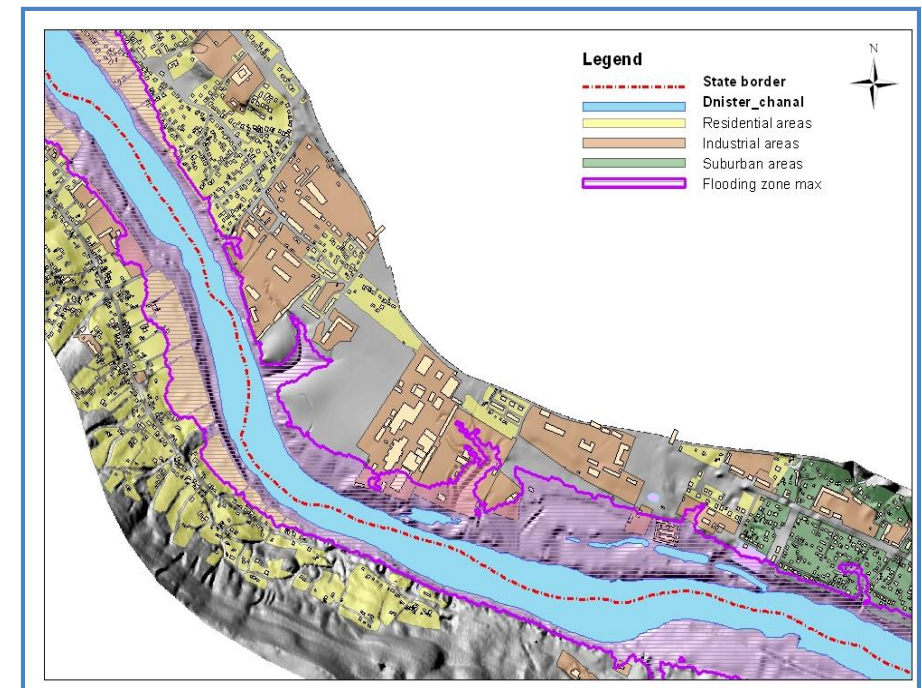 Legend
N
State border
Dnister_chanal
Residential areas
Industrial areas
Suburban areas
Flooding zone max